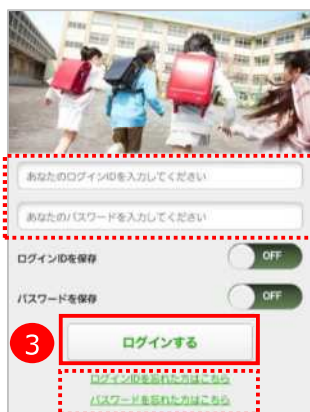 あなたのログインIDを入力してください
あなたのパスワードを入力してください
ログインIDを保存
OFF
パスワードを保存
OFF
3
ログインする
ログインIDを忘れた方はこちら
パスワードを忘れた方はこちら